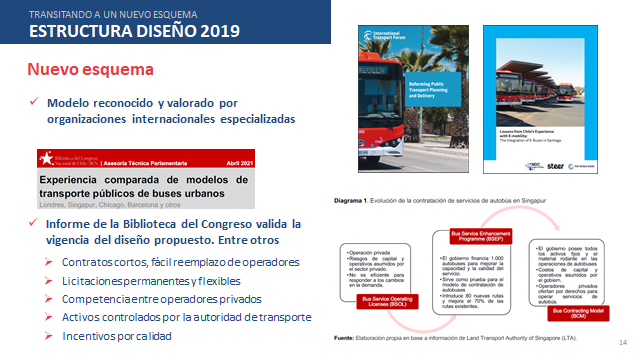 TRANSITANDO A UN NUEVO ESQUEMA
ESTRUCTURA DISEÑO 2019
Nuevo esquema
✓ Modelo reconocido y valorado por
organizaciones internacionales especializadas
Biblioteca del Congreso
Nacional de Chile | BCN | Asesoría Técnica Parlamentaria Abril 2021
Experiencia comparada de modelos de
transporte públicos de buses urbanos
Londres, Singapur, Chicago, Barcelona y otros
✓ Informe de la Biblioteca del Congreso valida la
vigencia del diseño propuesto. Entre otros
➢ Contratos cortos, fácil reemplazo de operadores
➢ Licitaciones permanentes y flexibles
➢ Competencia entre operadores privados
➢ Activos controlados por la autoridad de transporte
➢ Incentivos por calidad
International
Transport Forum
Reforming Public
Transport Planning
and Delivery
Lessons from Chile's Experience
with E-mobility:
The Integration of E-Buses in Santiago
NDC
steer
THE WORLD BANK
Diagrama 1. Evolución de la contratación de servicios de autobús en Singapur
• Operación privada
• Riesgos de capital y
operativos asumidos por
el sector privado.
• No es eficiente para
responder a los cambios
en la demanda.
Bus Service Operating
Licenses (BSOL)
Bus Service Enhancement
Programme (BSEP)
• El gobierno financia 1.000
autobuses para mejorar la
capacidad y la calidad del
servicio.
• Sirve como prueba para el
modelo de contratación de
autobuses
• Introduce 80 nuevas rutas
y mejora el 70% de las
rutas existentes.
• El gobierno posee todos
los activos fijos y el
material rodante en las
operaciones de autobuses
• Costos de capital y
operativos asumidos por
el gobiern.
• Operadores privados
ofertan por derechos para
operar servicios de
autobús.
Bus Contracting Model
(BCM)
Fuente: Elaboración propia en base a información de Land Transport Authority of Singapore (LTA).
14